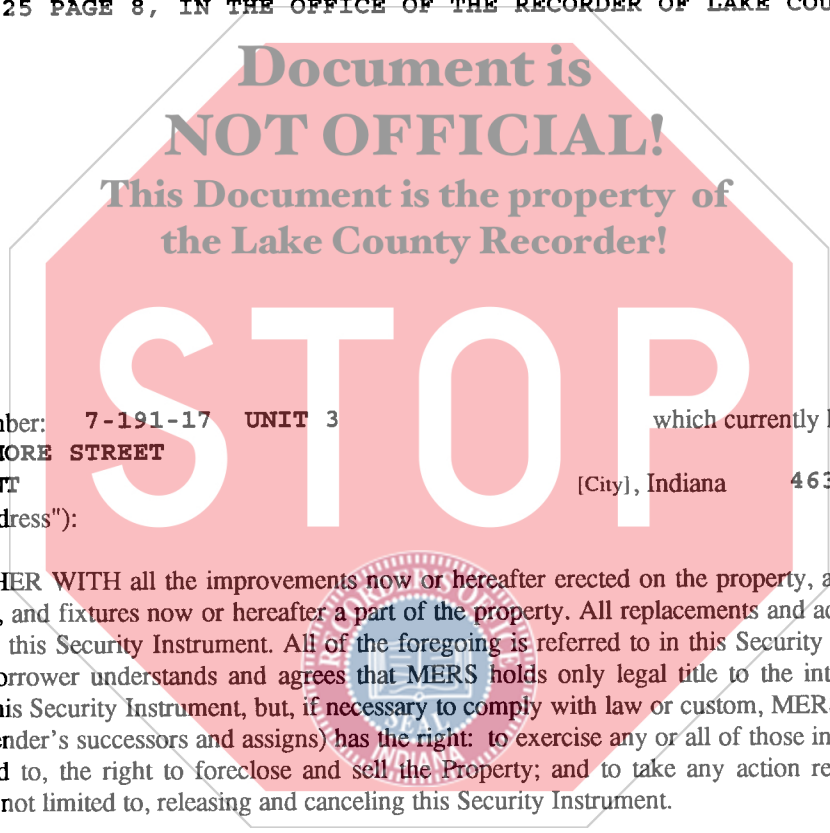 25 PAGE 8, IN THE OFFICE OF THE RECORDER OF LAKE COU
Document is
NOT OFFICIAL!
This Document is the property of
the Lake County Recorder!
STOP
nber: 7-191-17 UNIT 3 which currently
MORE STREET
NT [City], Indiana 463
dress"):
HER WITH all the improvements now or hereafter erected on the property, a
, and fixtures now or hereafter a part of the property. All replacements and ad
this Security Instrument. All of the foregoing is referred to in this Security
orrower understands and agrees that MERS holds only legal title to the int
his Security Instrument, but, if necessary to comply with law or custom, MER
ender's successors and assigns) has the right: to exercise any or all of those in
d to, the right to foreclose and sell the Property; and to take any action re
not limited to, releasing and canceling this Security Instrument.
RECORDER'S OFFICE
SEAL
INDIANA